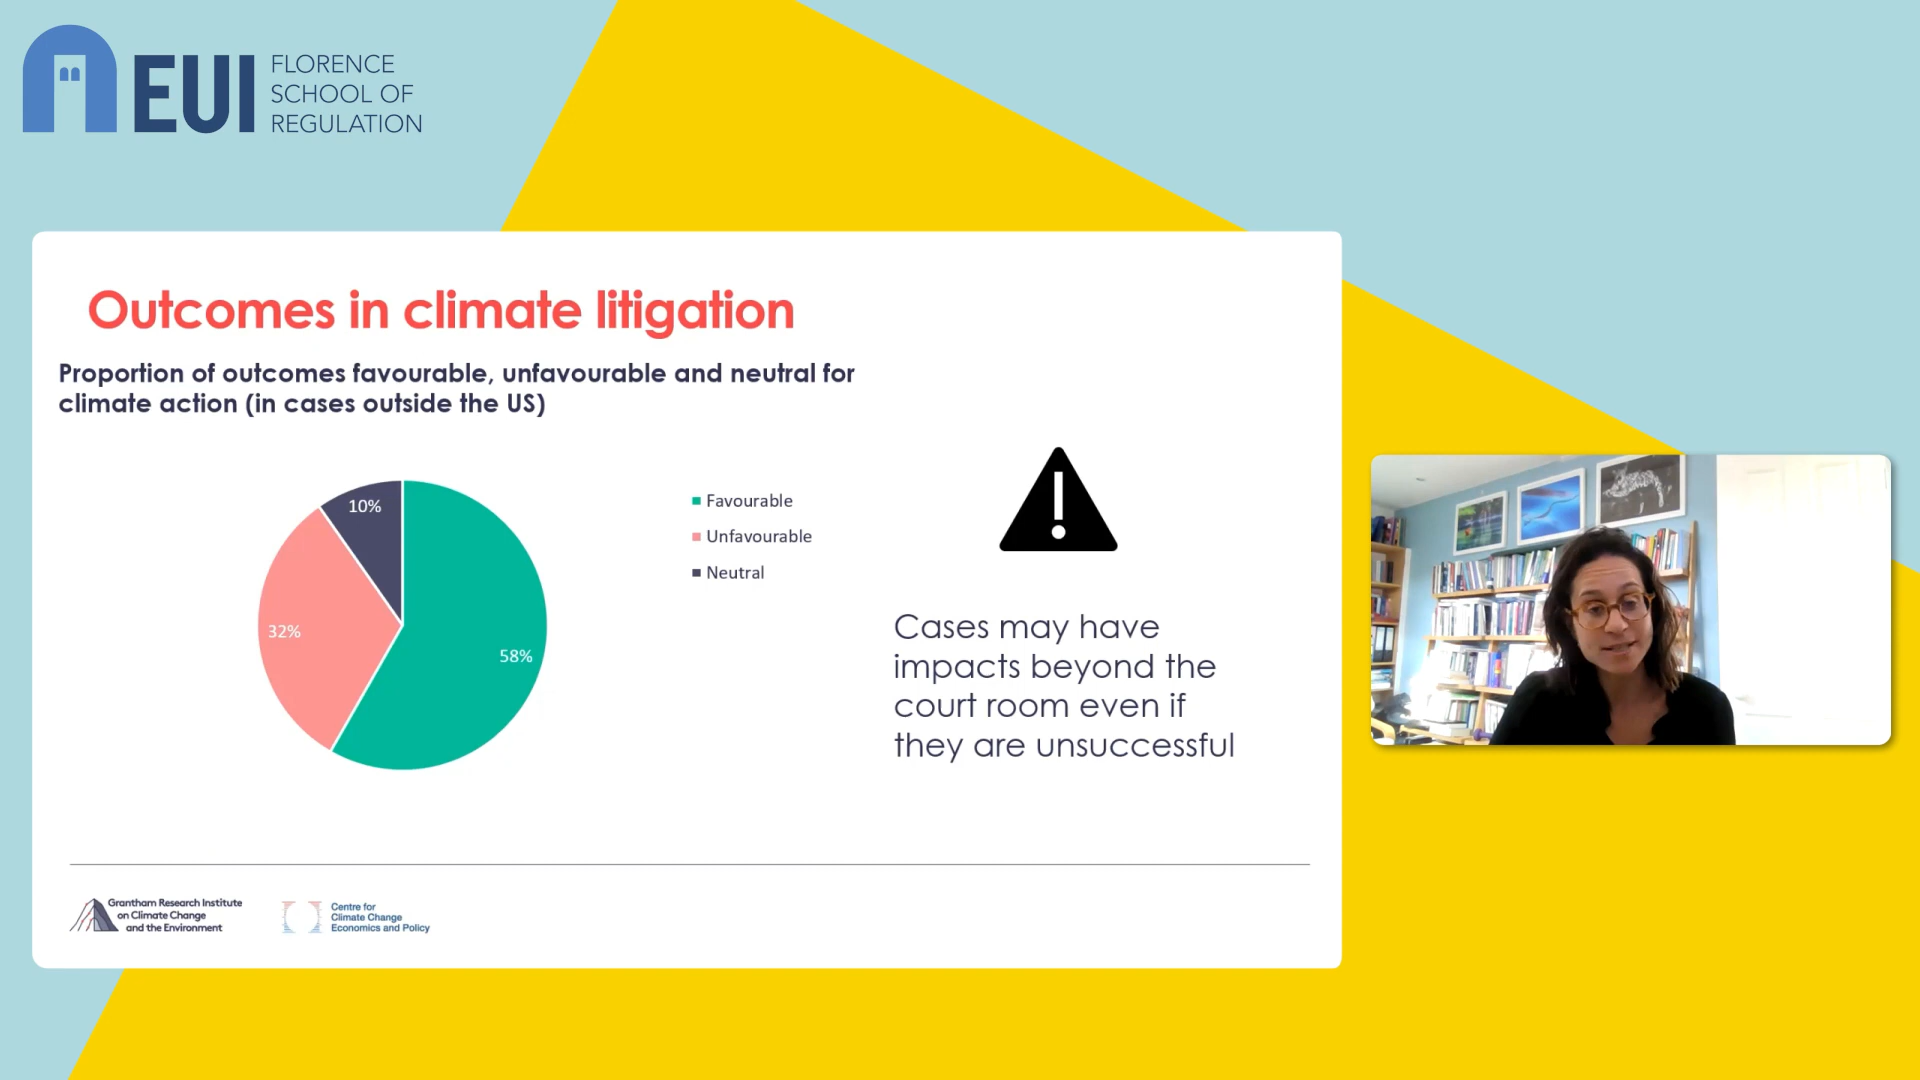 EUI
FLORENCE
SCHOOL OF
REGULATION
Outcomes in climate litigation
Proportion of outcomes favourable, unfavourable and neutral for
climate action (in cases outside the US)
10%
32%
58%
Favourable
Unfavourable
Neutral
Cases may have
impacts beyond the
court room even if
they are unsuccessful
Grantham Research Institute
on Climate Change
and the Environment
Centre for
Climate Change
Economics and Policy